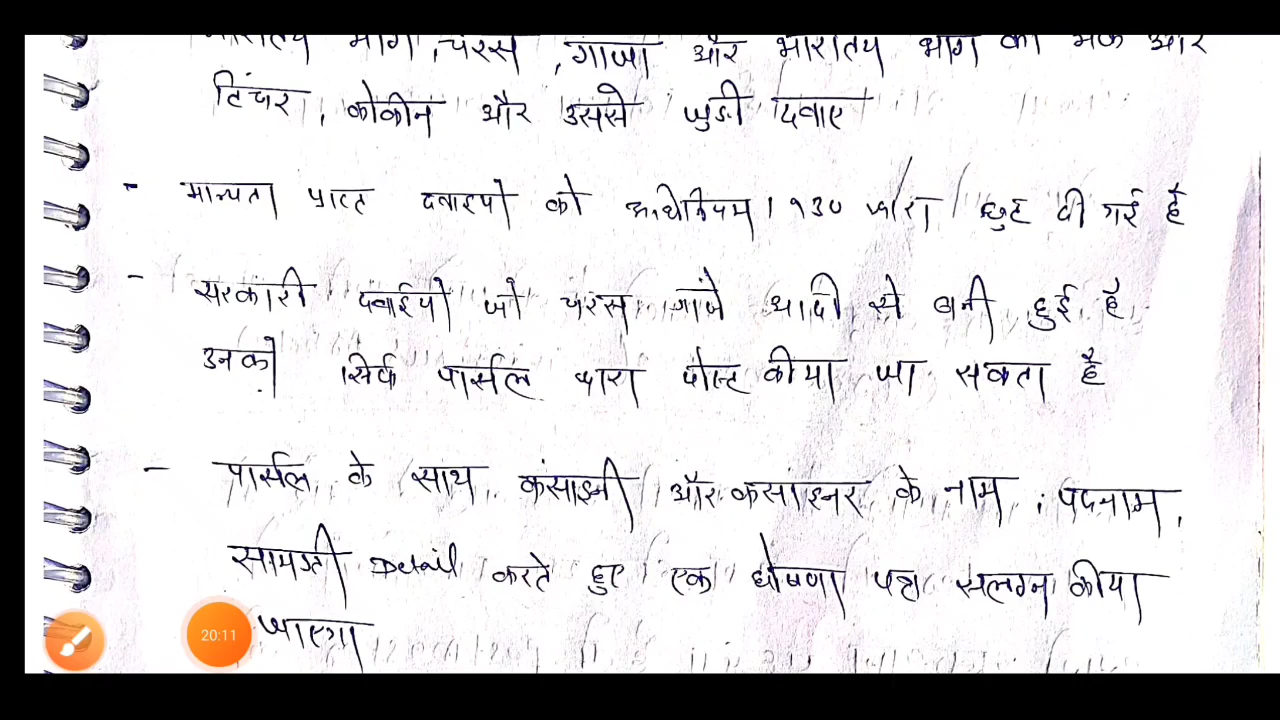 भांग, चरस, गांजा और भारतीय भांग का अर्क और
टिंचर, कोकीन और उससे जुडी दवाए
- मान्यता प्राप्त दवाइयो को अधिनियम 1930 द्वारा छुट दी गई है
- सरकारी दवाईयो जो चरस गांजे आदी से बनी हुई है
उनको सिर्फ पार्सल द्वारा पोस्ट कीया जा सकता है
- पार्सल के साथ कंसाइनी और कंसाइनर के नाम, पदनाम,
सामग्री Detail करते हुए एक घोषणा पत्र सलग्न कीया
जाएगा
20:11